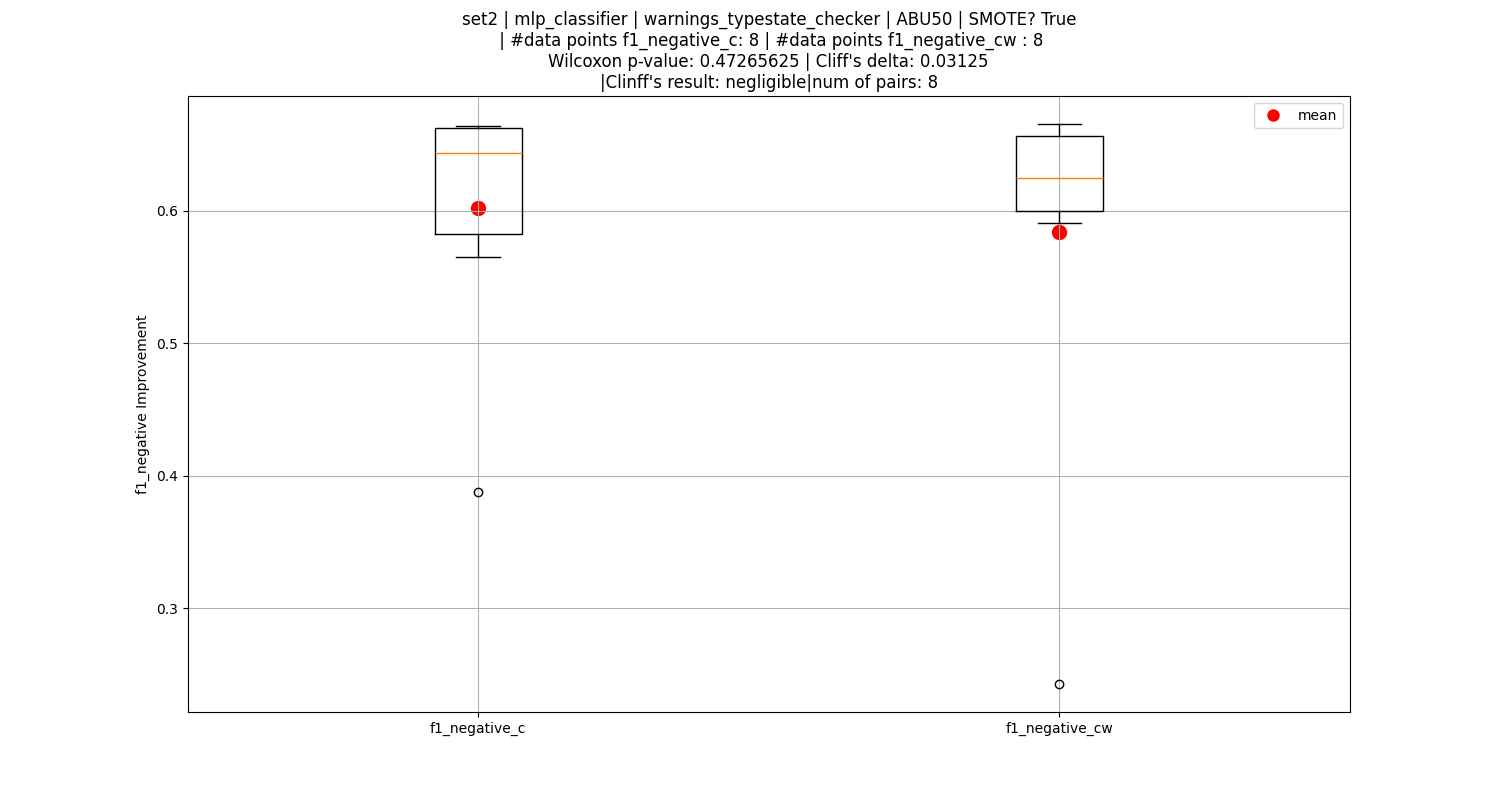 set2 | mlp_classifier | warnings_typestate_checker | ABU50 | SMOTE? True
| #data points f1_negative_c: 8 | #data points f1_negative_cw : 8
Wilcoxon p-value: 0.47265625 | Cliff's delta: 0.03125
|Clinff's result: negligible|num of pairs: 8
mean
0.6
0.5
0.4
0.3
f1_negative Improvement
f1_negative_c
f1_negative_cw